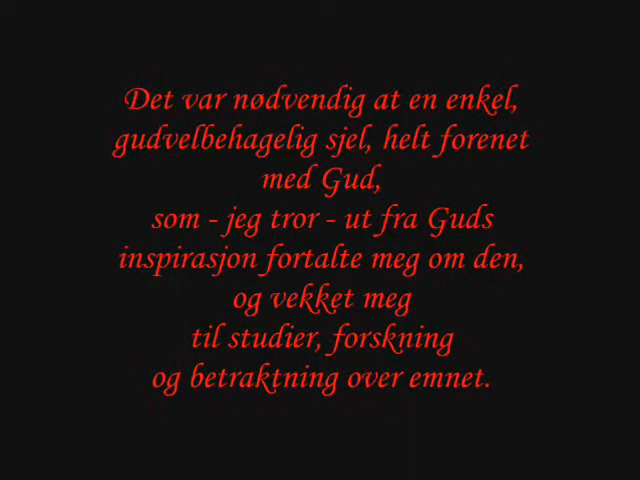 Det var nødvendig at en enkel,
gudvelbehagelig sjel, helt forenet
med Gud,
som - jeg tror - ut fra Guds
inspirasjon fortalte meg om den,
og vekket meg
til studier, forskning
og betraktning over emnet.